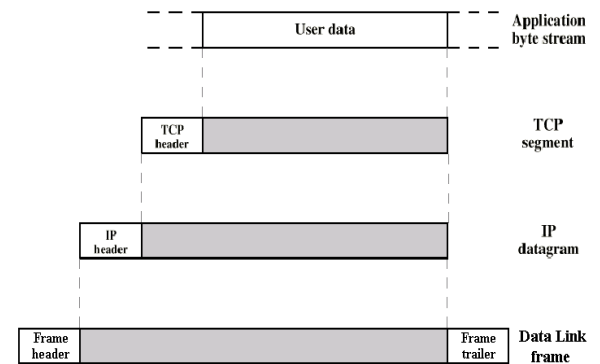 User data
Application
byte stream
TCP
header
TCP
segment
IP
header
IP
datagram
Frame
header
Frame
trailer
Data Link
frame